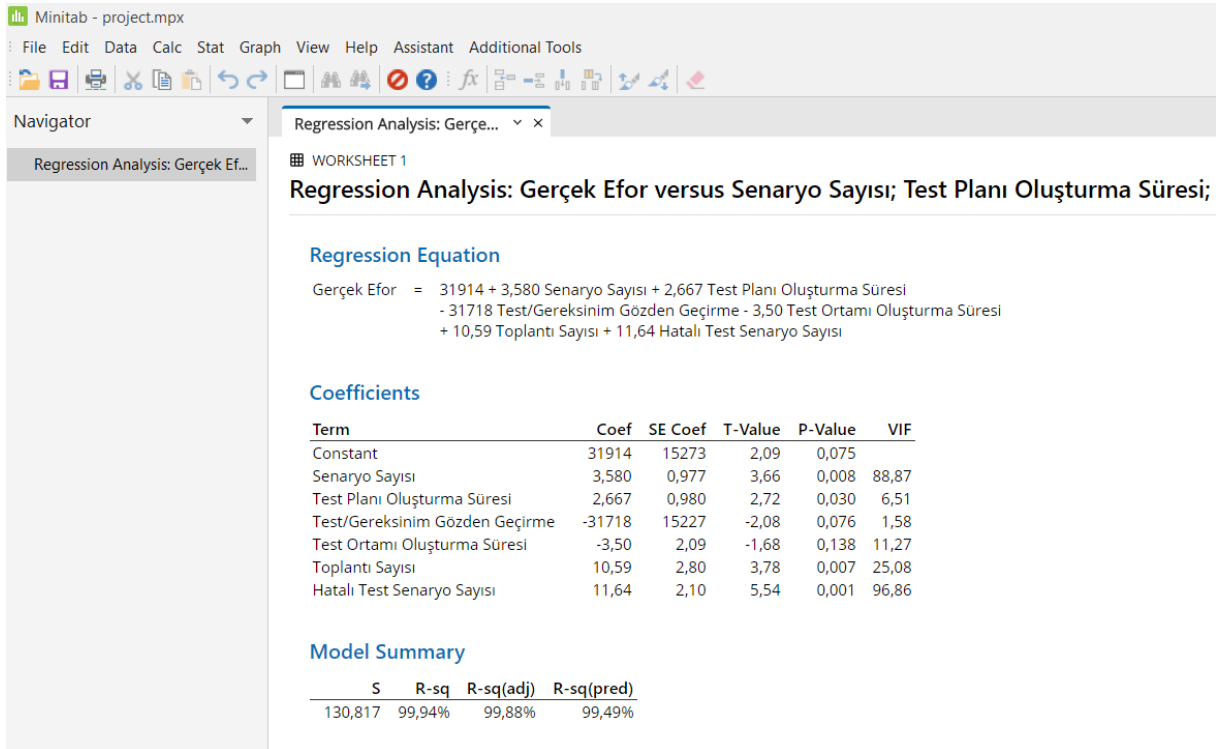 Minitab - project.mpx
File Edit Data Calc Stat Graph View Help Assistant Additional Tools
fx
Navigator
Regression Analysis: Gerçe...
Regression Analysis: Gerçek Ef...
WORKSHEET 1
Regression Analysis: Gerçek Efor versus Senaryo Sayısı; Test Planı Oluşturma Süresi;
Regression Equation
Gerçek Efor = 31914 + 3,580 Senaryo Sayısı + 2,667 Test Planı Oluşturma Süresi
- 31718 Test/Gereksinim Gözden Geçirme - 3,50 Test Ortamı Oluşturma Süresi
+ 10,59 Toplantı Sayısı + 11,64 Hatalı Test Senaryo Sayısı
Coefficients
Term Coef SE Coef T-Value P-Value VIF
Constant 31914 15273 2,09 0,075
Senaryo Sayısı 3,580 0,977 3,66 0,008 88,87
Test Planı Oluşturma Süresi 2,667 0,980 2,72 0,030 6,51
Test/Gereksinim Gözden Geçirme -31718 15227 -2,08 0,076 1,58
Test Ortamı Oluşturma Süresi -3,50 2,09 -1,68 0,138 11,27
Toplantı Sayısı 10,59 2,80 3,78 0,007 25,08
Hatalı Test Senaryo Sayısı 11,64 2,10 5,54 0,001 96,86
Model Summary
S R-sq R-sq(adj) R-sq(pred)
130,817 99,94% 99,88% 99,49%